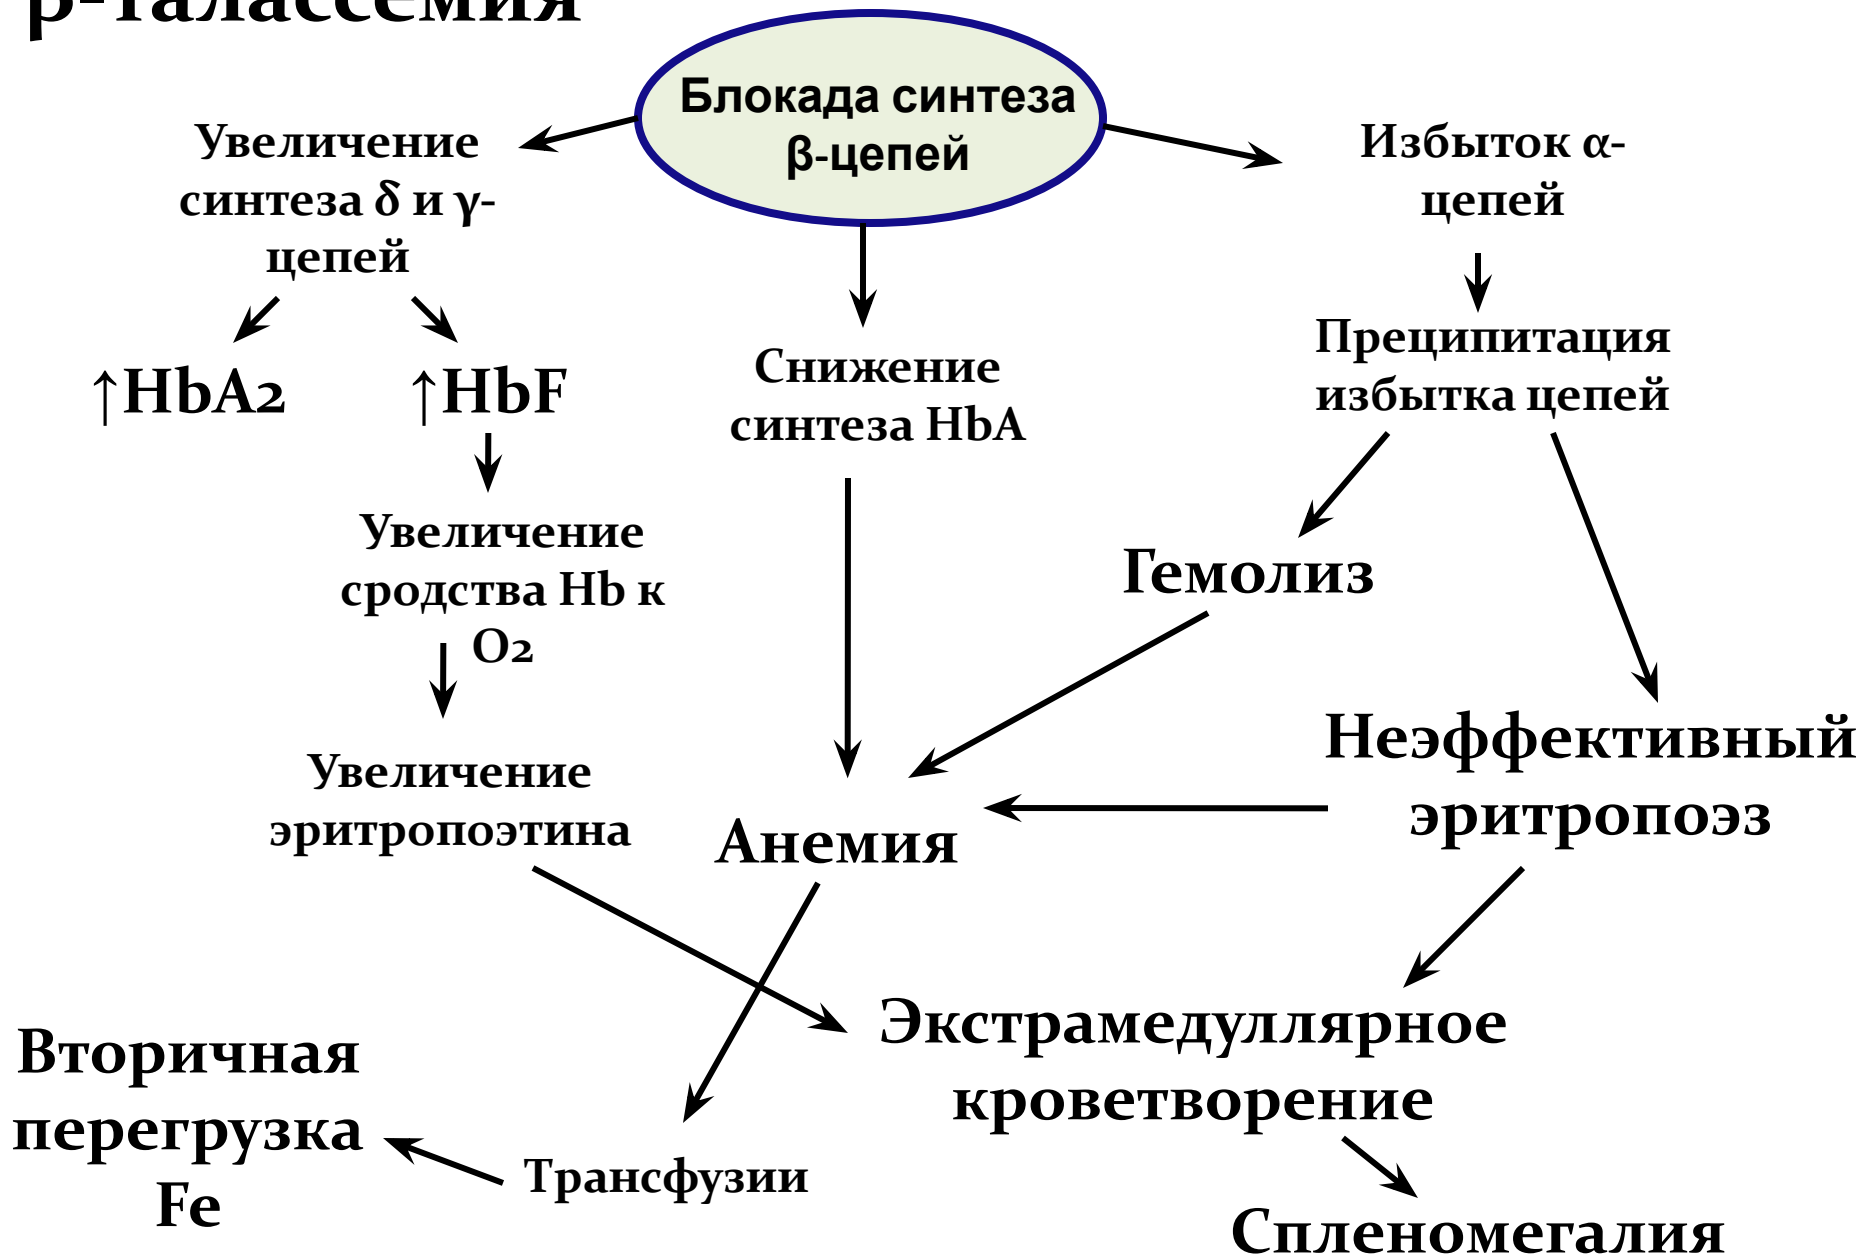 β-талассемия
Блокада синтеза
β-цепей
Увеличение
синтеза δ и γ-
цепей
Избыток α-
цепей
↑HbA2
↑HbF
Снижение
синтеза HbA
Преципитация
избытка цепей
Увеличение
сродства Hb к
O2
Гемолиз
Увеличение
эритропоэтина
Анемия
Неэффективный
эритропоэз
Экстрамедуллярное
кроветворение
Вторичная
перегрузка
Fe
Трансфузии
Спленомегалия